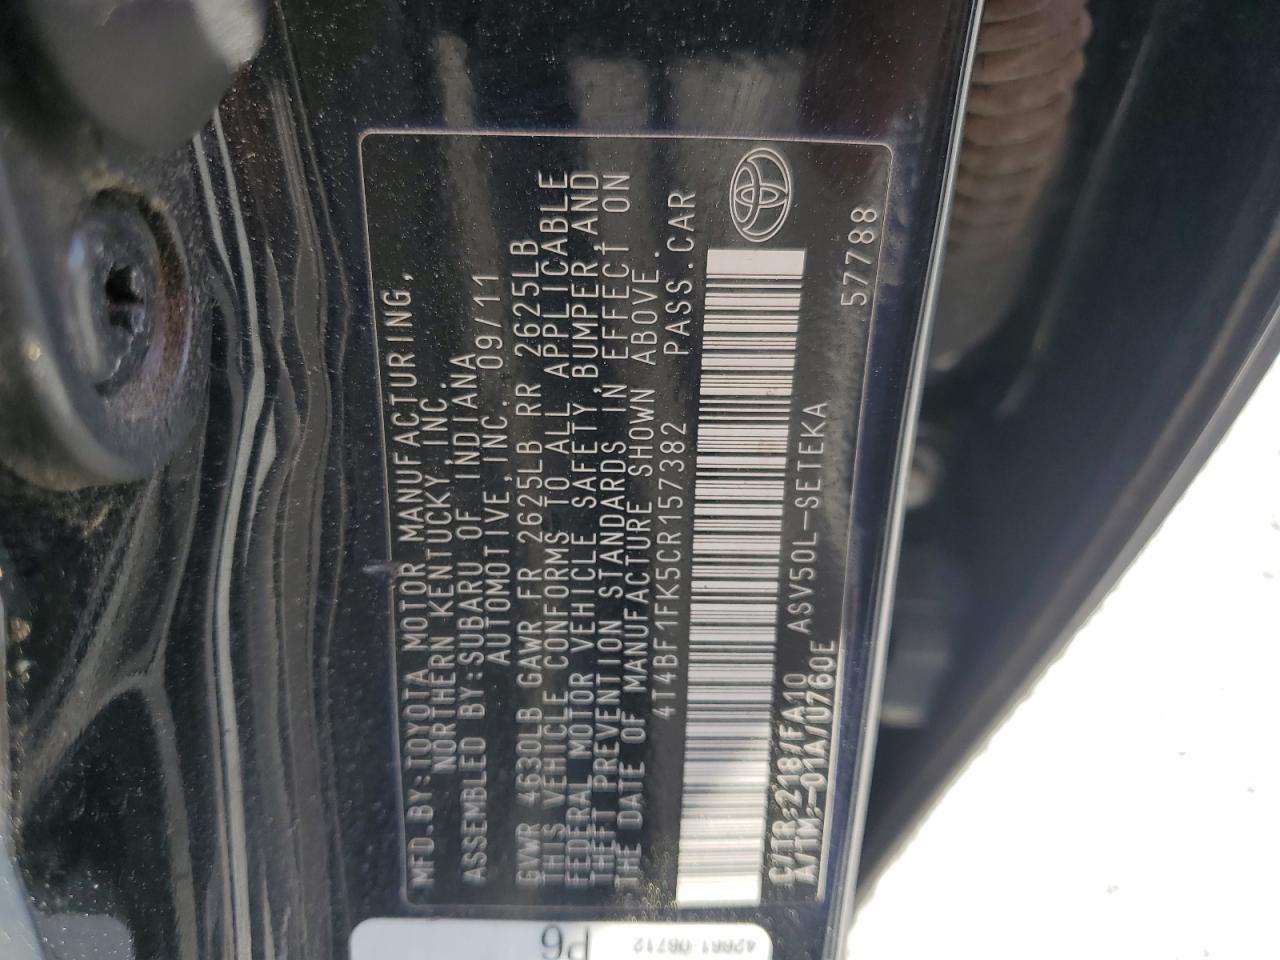 MFD.BY:TOYOTA MOTOR MANUFACTURING,
NORTHERN KENTUCKY,INC.
ASSEMBLED BY:SUBARU OF INDIANA
AUTOMOTIVE,INC. 09/11
GVWR 4630LB GAWR FR 2625LB RR 2625LB
THIS VEHICLE CONFORMS TO ALL APPLICABLE
FEDERAL MOTOR VEHICLE SAFETY,BUMPER,AND
THEFT PREVENTION STANDARDS IN EFFECT ON
THE DATE OF MANUFACTURE SHOWN ABOVE.
4T4BF1FK5CR157382 PASS.CAR
C/TR:218/FA10 ASV50L-SETEKA
A/TM:-01A/U760E
57788
P6
42661-06712